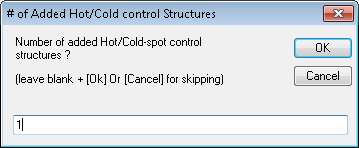 # of Added Hot/Cold control Structures
Number of added Hot/Cold-spot control
structures ?
(leave blank + [Ok] Or [Cancel] for skipping)
OK
Cancel
1